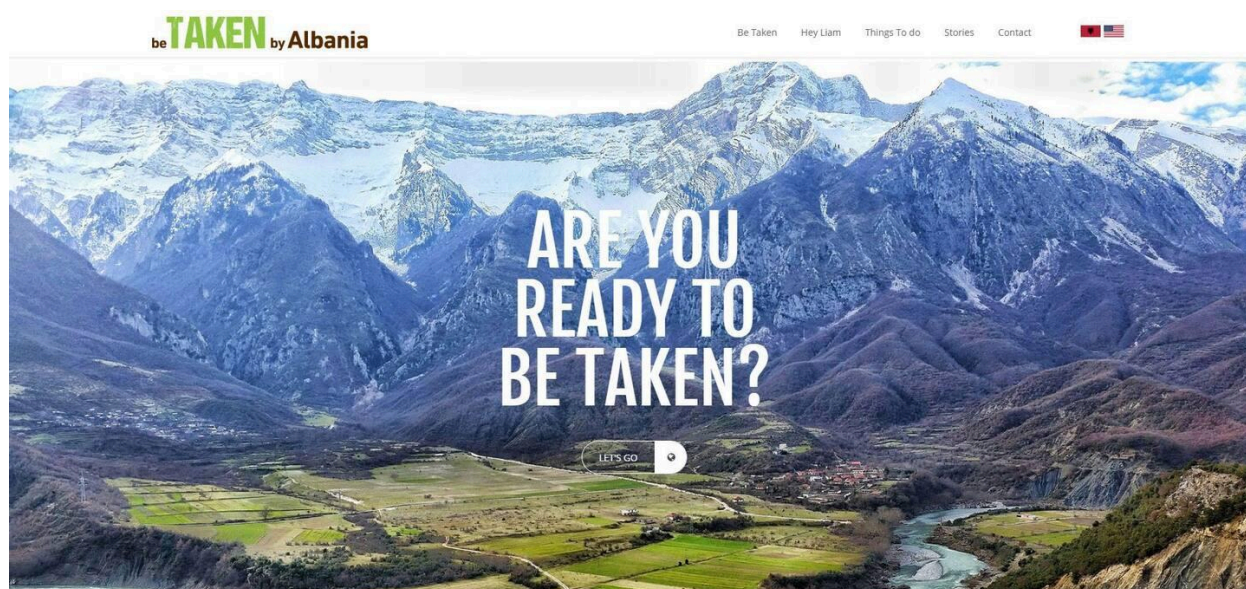 be TAKEN by Albania
Be Taken Hey Liam Things To do Stories Contact
ARE YOU
READY TO
BE TAKEN?
LET'S GO